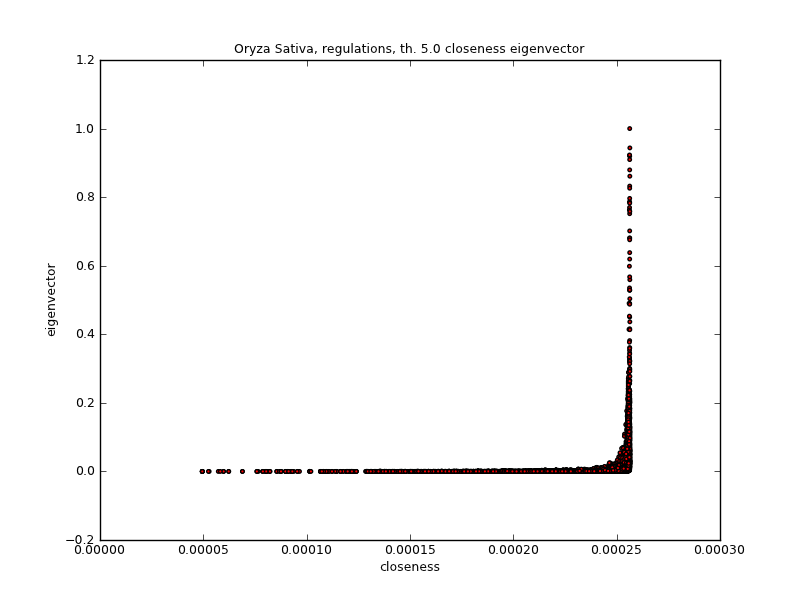 Oryza Sativa, regulations, th. 5.0 closeness eigenvector
1.2
1.0
0.8
0.6
0.4
0.2
0.0
−0.2
eigenvector
0.00000 0.00005 0.00010 0.00015 0.00020 0.00025 0.00030
closeness